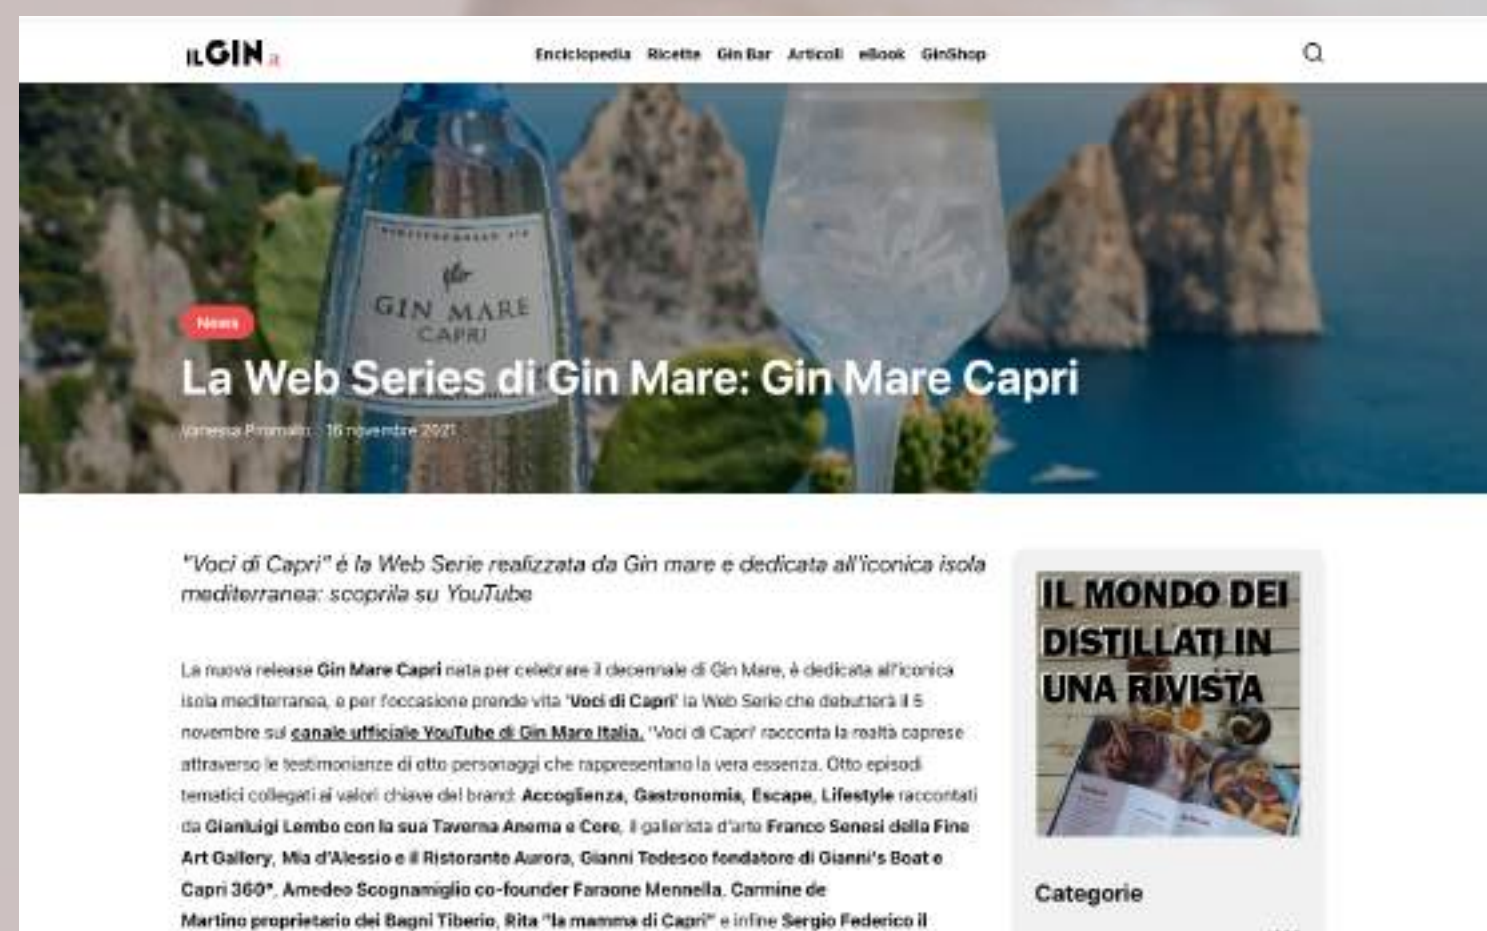 ILGIN.it
Enciclopedia Ricette Gin Bar Articoli eBook GinShop
GIN MARE
CAPRI
News
La Web Series di Gin Mare: Gin Mare Capri
Vanessa 16 novembre 2021
"Voci di Capri" è la Web Serie realizzata da Gin mare e dedicata all'iconica isola
mediterranea: scoprila su YouTube
La nuova release Gin Mare Capri nata per celebrare il decennale di Gin Mare, è dedicata all'iconica
isola mediterranea, e per l'occasione prende vita 'Voci di Capri' la Web Serie che debutterà il 5
novembre sul canale ufficiale YouTube di Gin Mare Italia. 'Voci di Capri' racconta la realtà caprese
attraverso le testimonianze di otto personaggi che rappresentano la vera essenza. Otto episodi
tematici collegati ai valori chiave del brand: Accoglienza, Gastronomia, Escape, Lifestyle raccontati
da Gianluigi Lembo con la sua Taverna Anema e Core, il gallerista d'arte Franco Senesi della Fine
Art Gallery, Mia d'Alessio e il Ristorante Aurora, Gianni Tedesco fondatore di Gianni's Boat e
Capri 360°, Amedeo Scognamiglio co-founder Faraone Mennella, Carmine de
Martino proprietario dei Bagni Tiberio, Rita "la mamma di Capri" e infine Sergio Federico il
IL MONDO DEI
DISTILLATI IN
UNA RIVISTA
Categorie